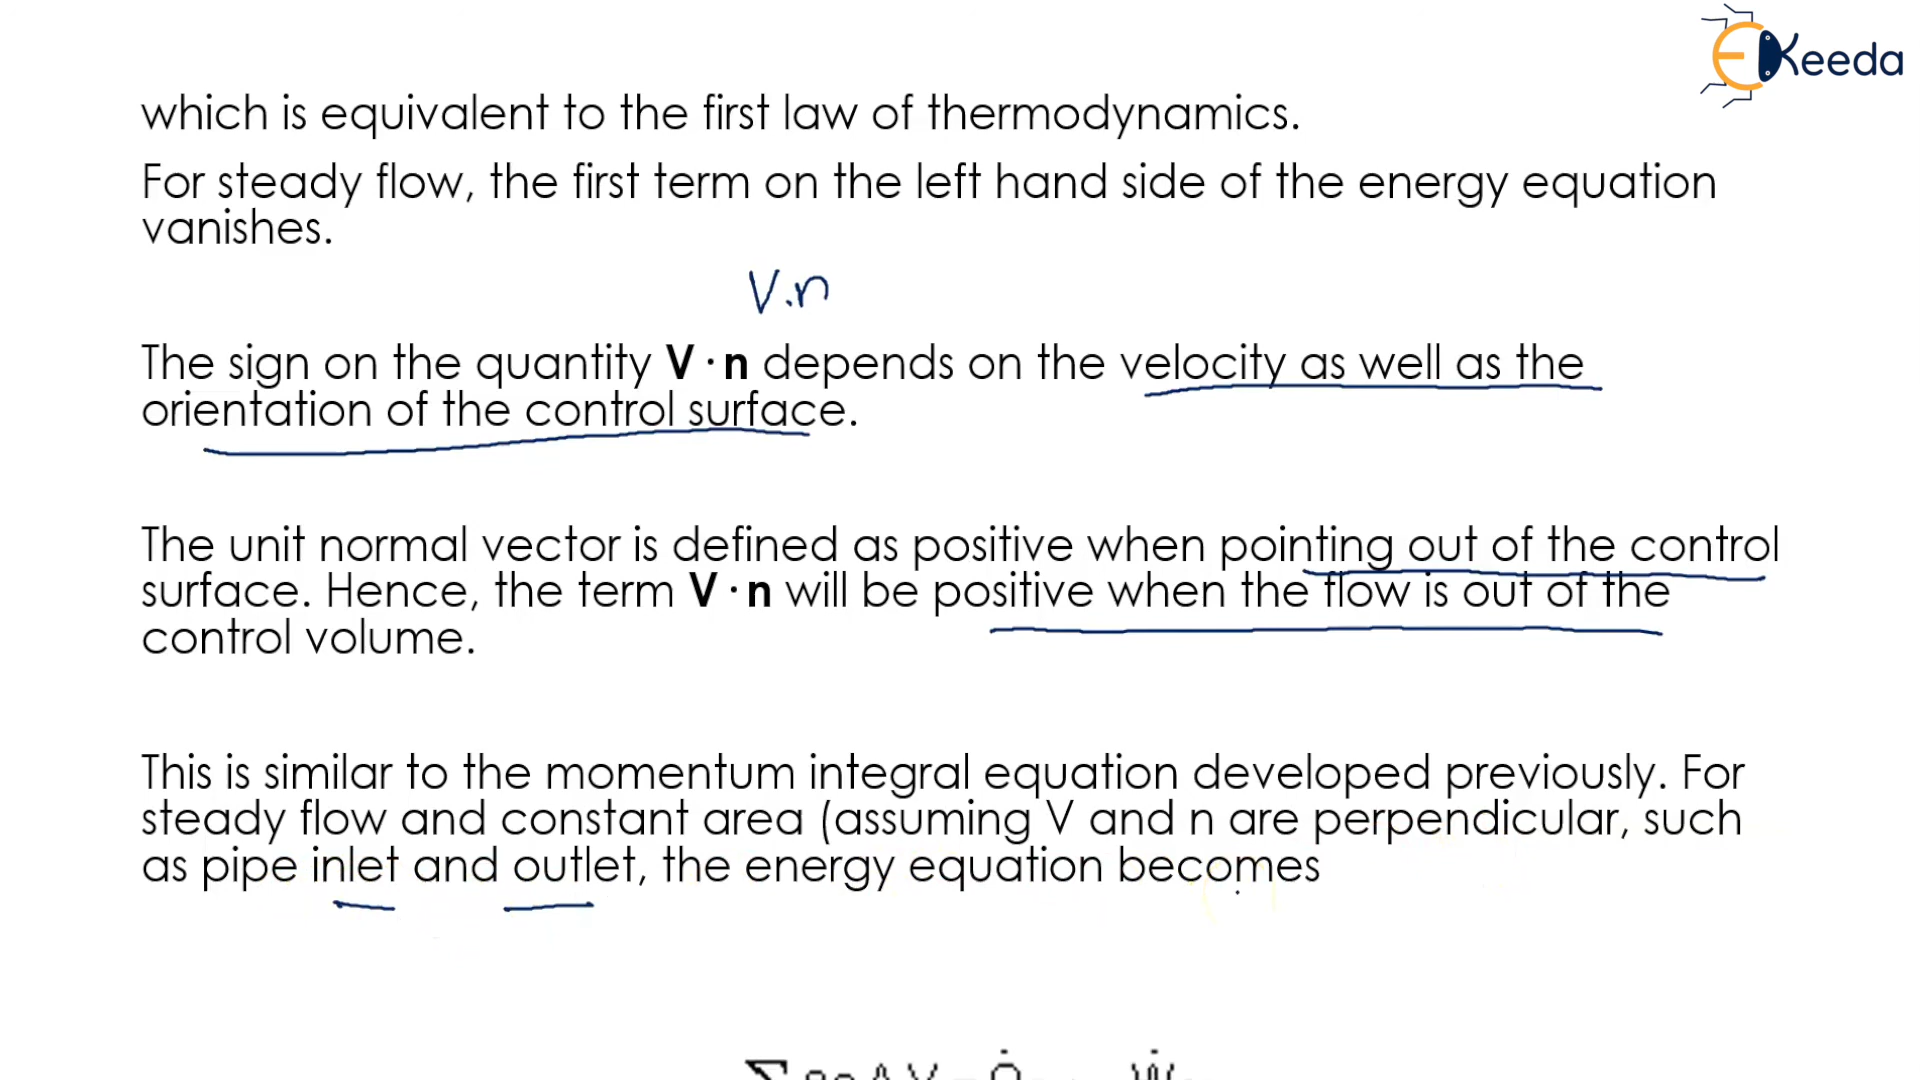 EKeeda
which is equivalent to the first law of thermodynamics.
For steady flow, the first term on the left hand side of the energy equation
vanishes.
V.n
The sign on the quantity V · n depends on the velocity as well as the
orientation of the control surface.
The unit normal vector is defined as positive when pointing out of the control
surface. Hence, the term V · n will be positive when the flow is out of the
control volume.
This is similar to the momentum integral equation developed previously. For
steady flow and constant area (assuming V and n are perpendicular, such
as pipe inlet and outlet, the energy equation becomes